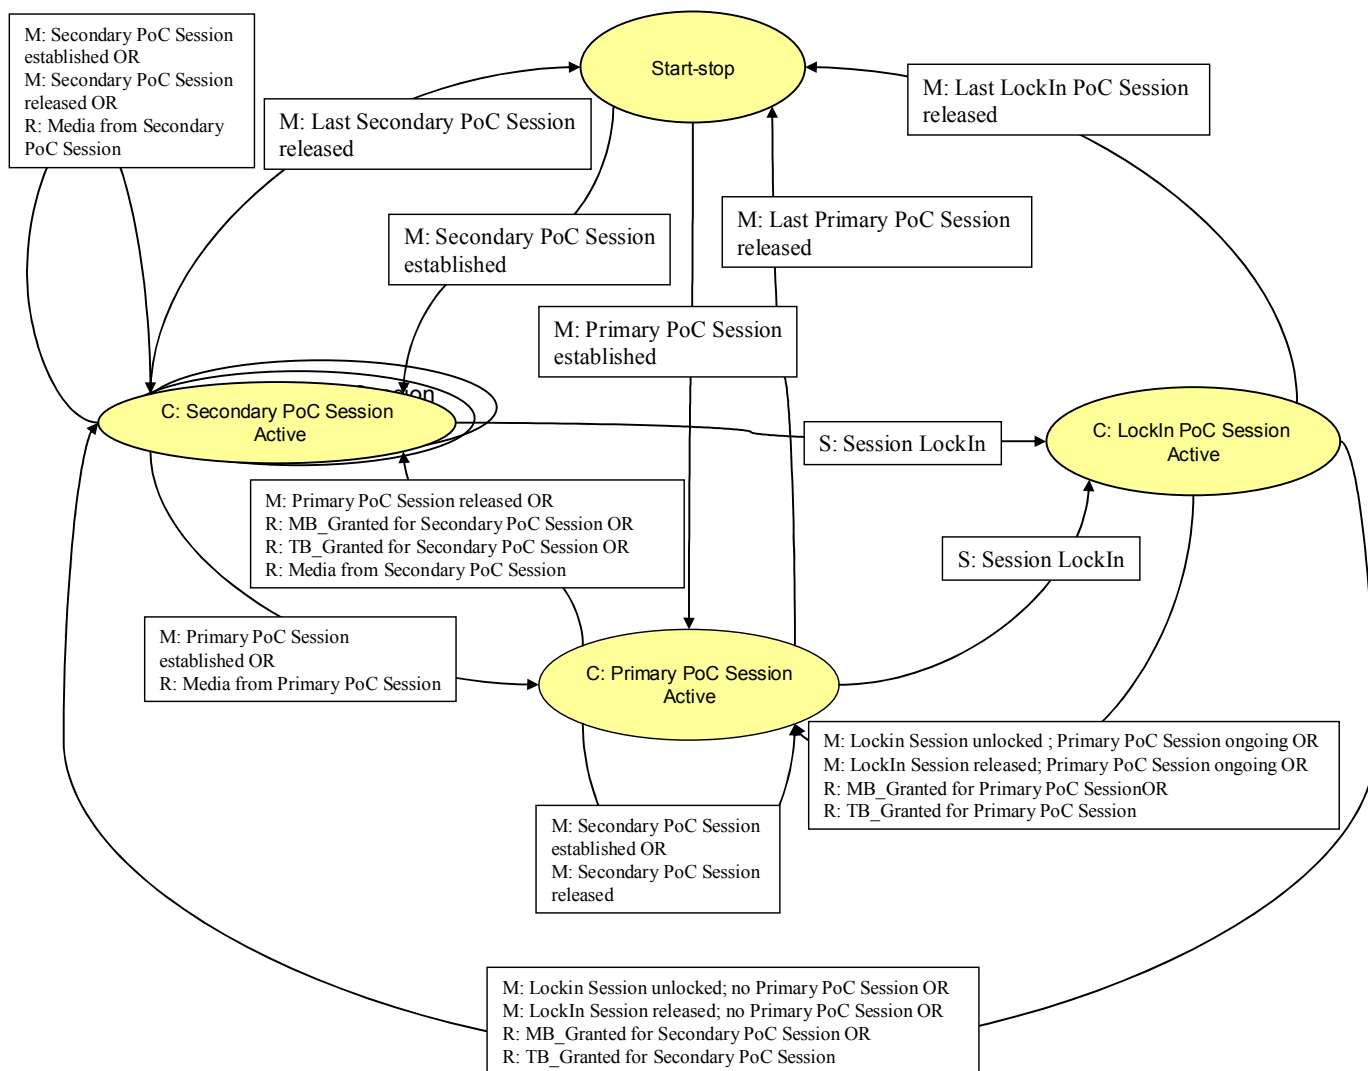 M: Secondary PoC Session
established OR
M: Secondary PoC Session
released OR
R: Media from Secondary
PoC Session
Start-stop
M: Last LockIn PoC Session
released
M: Last Secondary PoC Session
released
M: Secondary PoC Session
established
M: Last Primary PoC Session
released
M: Primary PoC Session
established
C: Secondary PoC Session
Active
S: Session LockIn
C: LockIn PoC Session
Active
M: Primary PoC Session released OR
R: MB_Granted for Secondary PoC Session OR
R: TB_Granted for Secondary PoC Session OR
R: Media from Secondary PoC Session
S: Session LockIn
M: Primary PoC Session
established OR
R: Media from Primary PoC Session
C: Primary PoC Session
Active
M: Lockin Session unlocked ; Primary PoC Session ongoing OR
M: LockIn Session released; Primary PoC Session ongoing OR
R: MB_Granted for Primary PoC SessionOR
R: TB_Granted for Primary PoC Session
M: Secondary PoC Session
established OR
M: Secondary PoC Session
released
M: Lockin Session unlocked; no Primary PoC Session OR
M: LockIn Session released; no Primary PoC Session OR
R: MB_Granted for Secondary PoC Session OR
R: TB_Granted for Secondary PoC Session